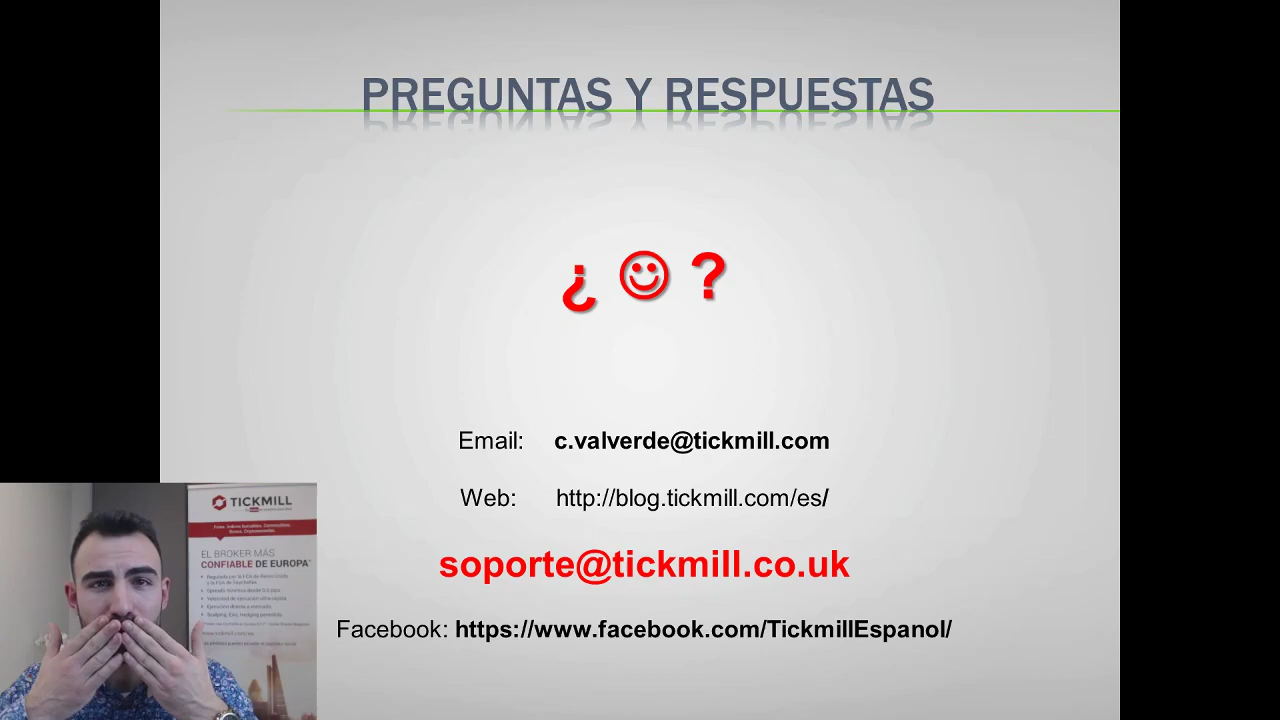 PREGUNTAS Y RESPUESTAS
¿ ☺ ?
Email: c.valverde@tickmill.com
Web: http://blog.tickmill.com/es/
soporte@tickmill.co.uk
Facebook: https://www.facebook.com/TickmillEspanol/
TICKMILL
EL BROKER MÁS
CONFIABLE DE EUROPA